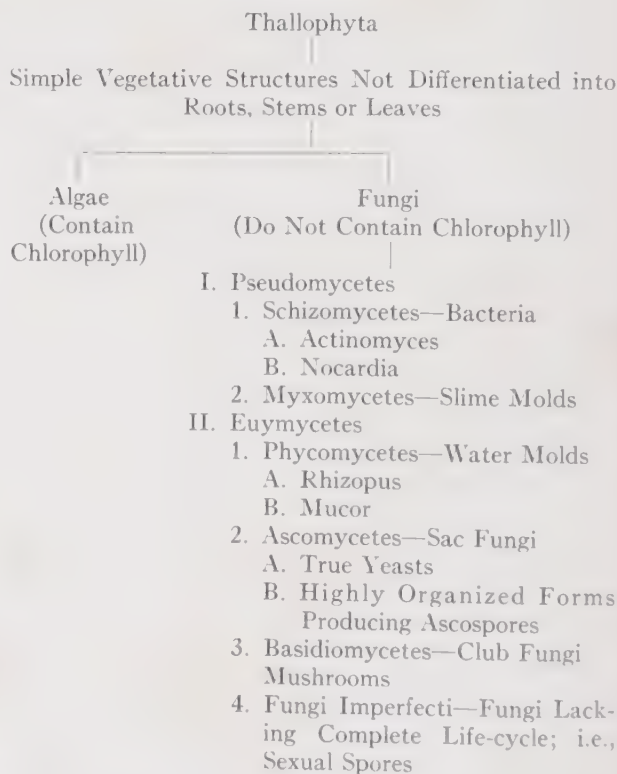 Thallophyta
Simple Vegetative Structures Not Differentiated into
Roots, Stems or Leaves
Algae
(Contain
Chlorophyll)
Fungi
(Do Not Contain Chlorophyll)
I. Pseudomycetes
1. Schizomycetes—Bacteria
A. Actinomyces
B. Nocardia
2. Myxomycetes—Slime Molds
II. Euymycetes
1. Phycomycetes—Water Molds
A. Rhizopus
B. Mucor
2. Ascomycetes—Sac Fungi
A. True Yeasts
B. Highly Organized Forms
Producing Ascospores
3. Basidiomycetes—Club Fungi
Mushrooms
4. Fungi Imperfecti—Fungi Lack-
ing Complete Life-cycle; i.e.,
Sexual Spores